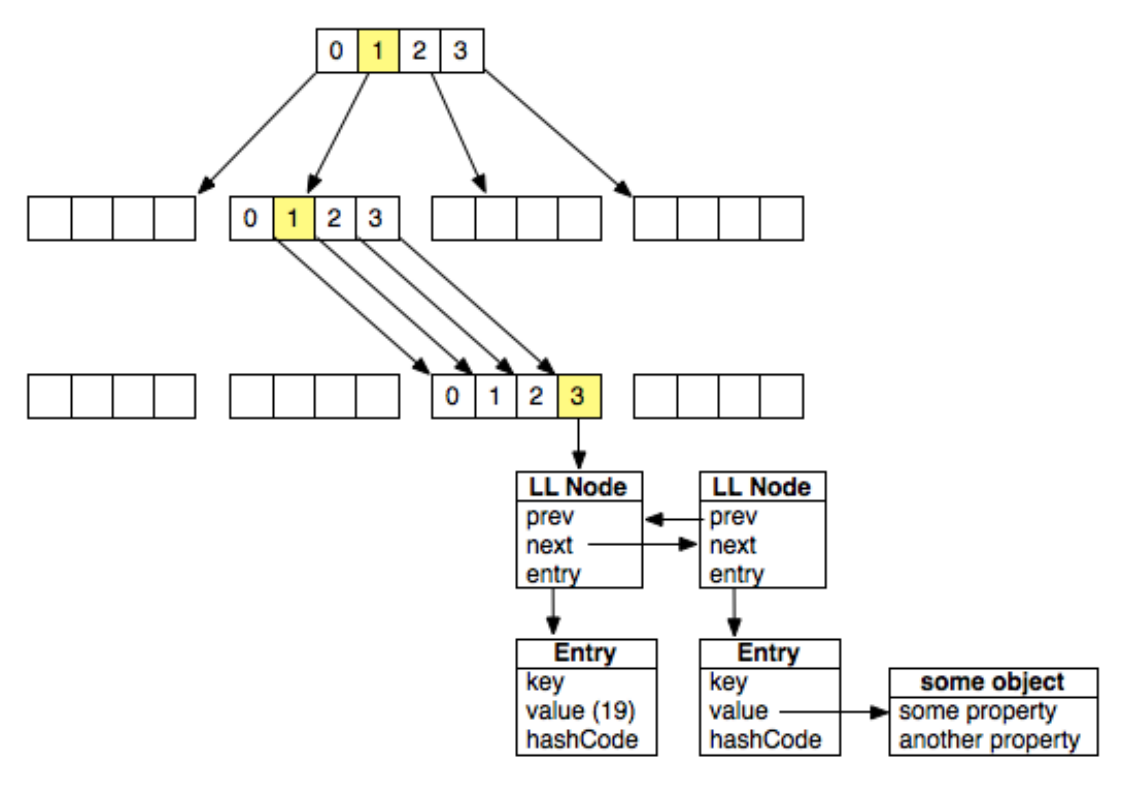 0 1 2 3
0 1 2 3
0 1 2 3
LL Node
prev
next
entry
LL Node
prev
next
entry
Entry
key
value (19)
hashCode
Entry
key
value
hashCode
some object
some property
another property